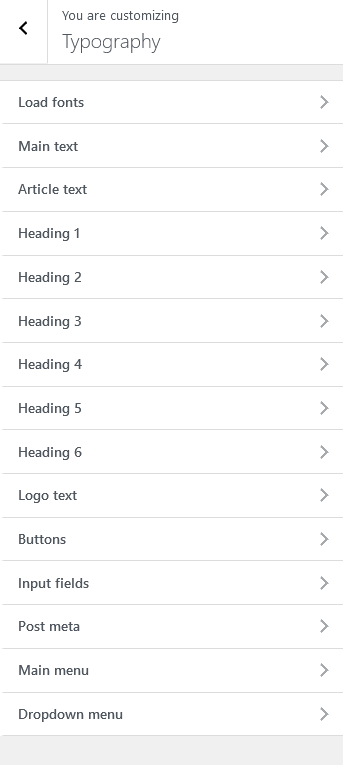 You are customizing
Typography
Load fonts
Main text
Article text
Heading 1
Heading 2
Heading 3
Heading 4
Heading 5
Heading 6
Logo text
Buttons
Input fields
Post meta
Main menu
Dropdown menu